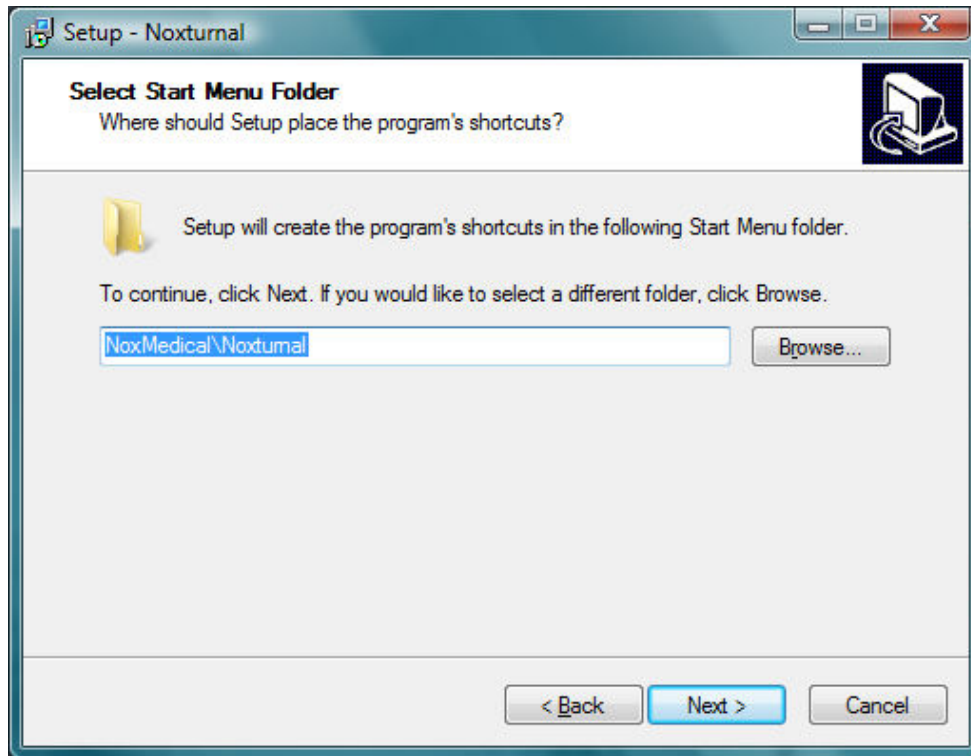 Setup - Noxturnal
Select Start Menu Folder
Where should Setup place the program's shortcuts?
Setup will create the program's shortcuts in the following Start Menu folder.
To continue, click Next. If you would like to select a different folder, click Browse.
NoxMedical\Noxturnal
Browse...
< Back
Next >
Cancel